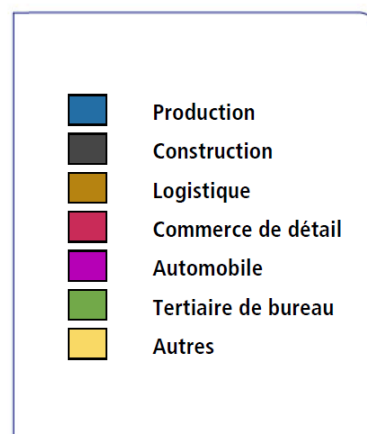 Production
Construction
Logistique
Commerce de détail
Automobile
Tertiaire de bureau
Autres